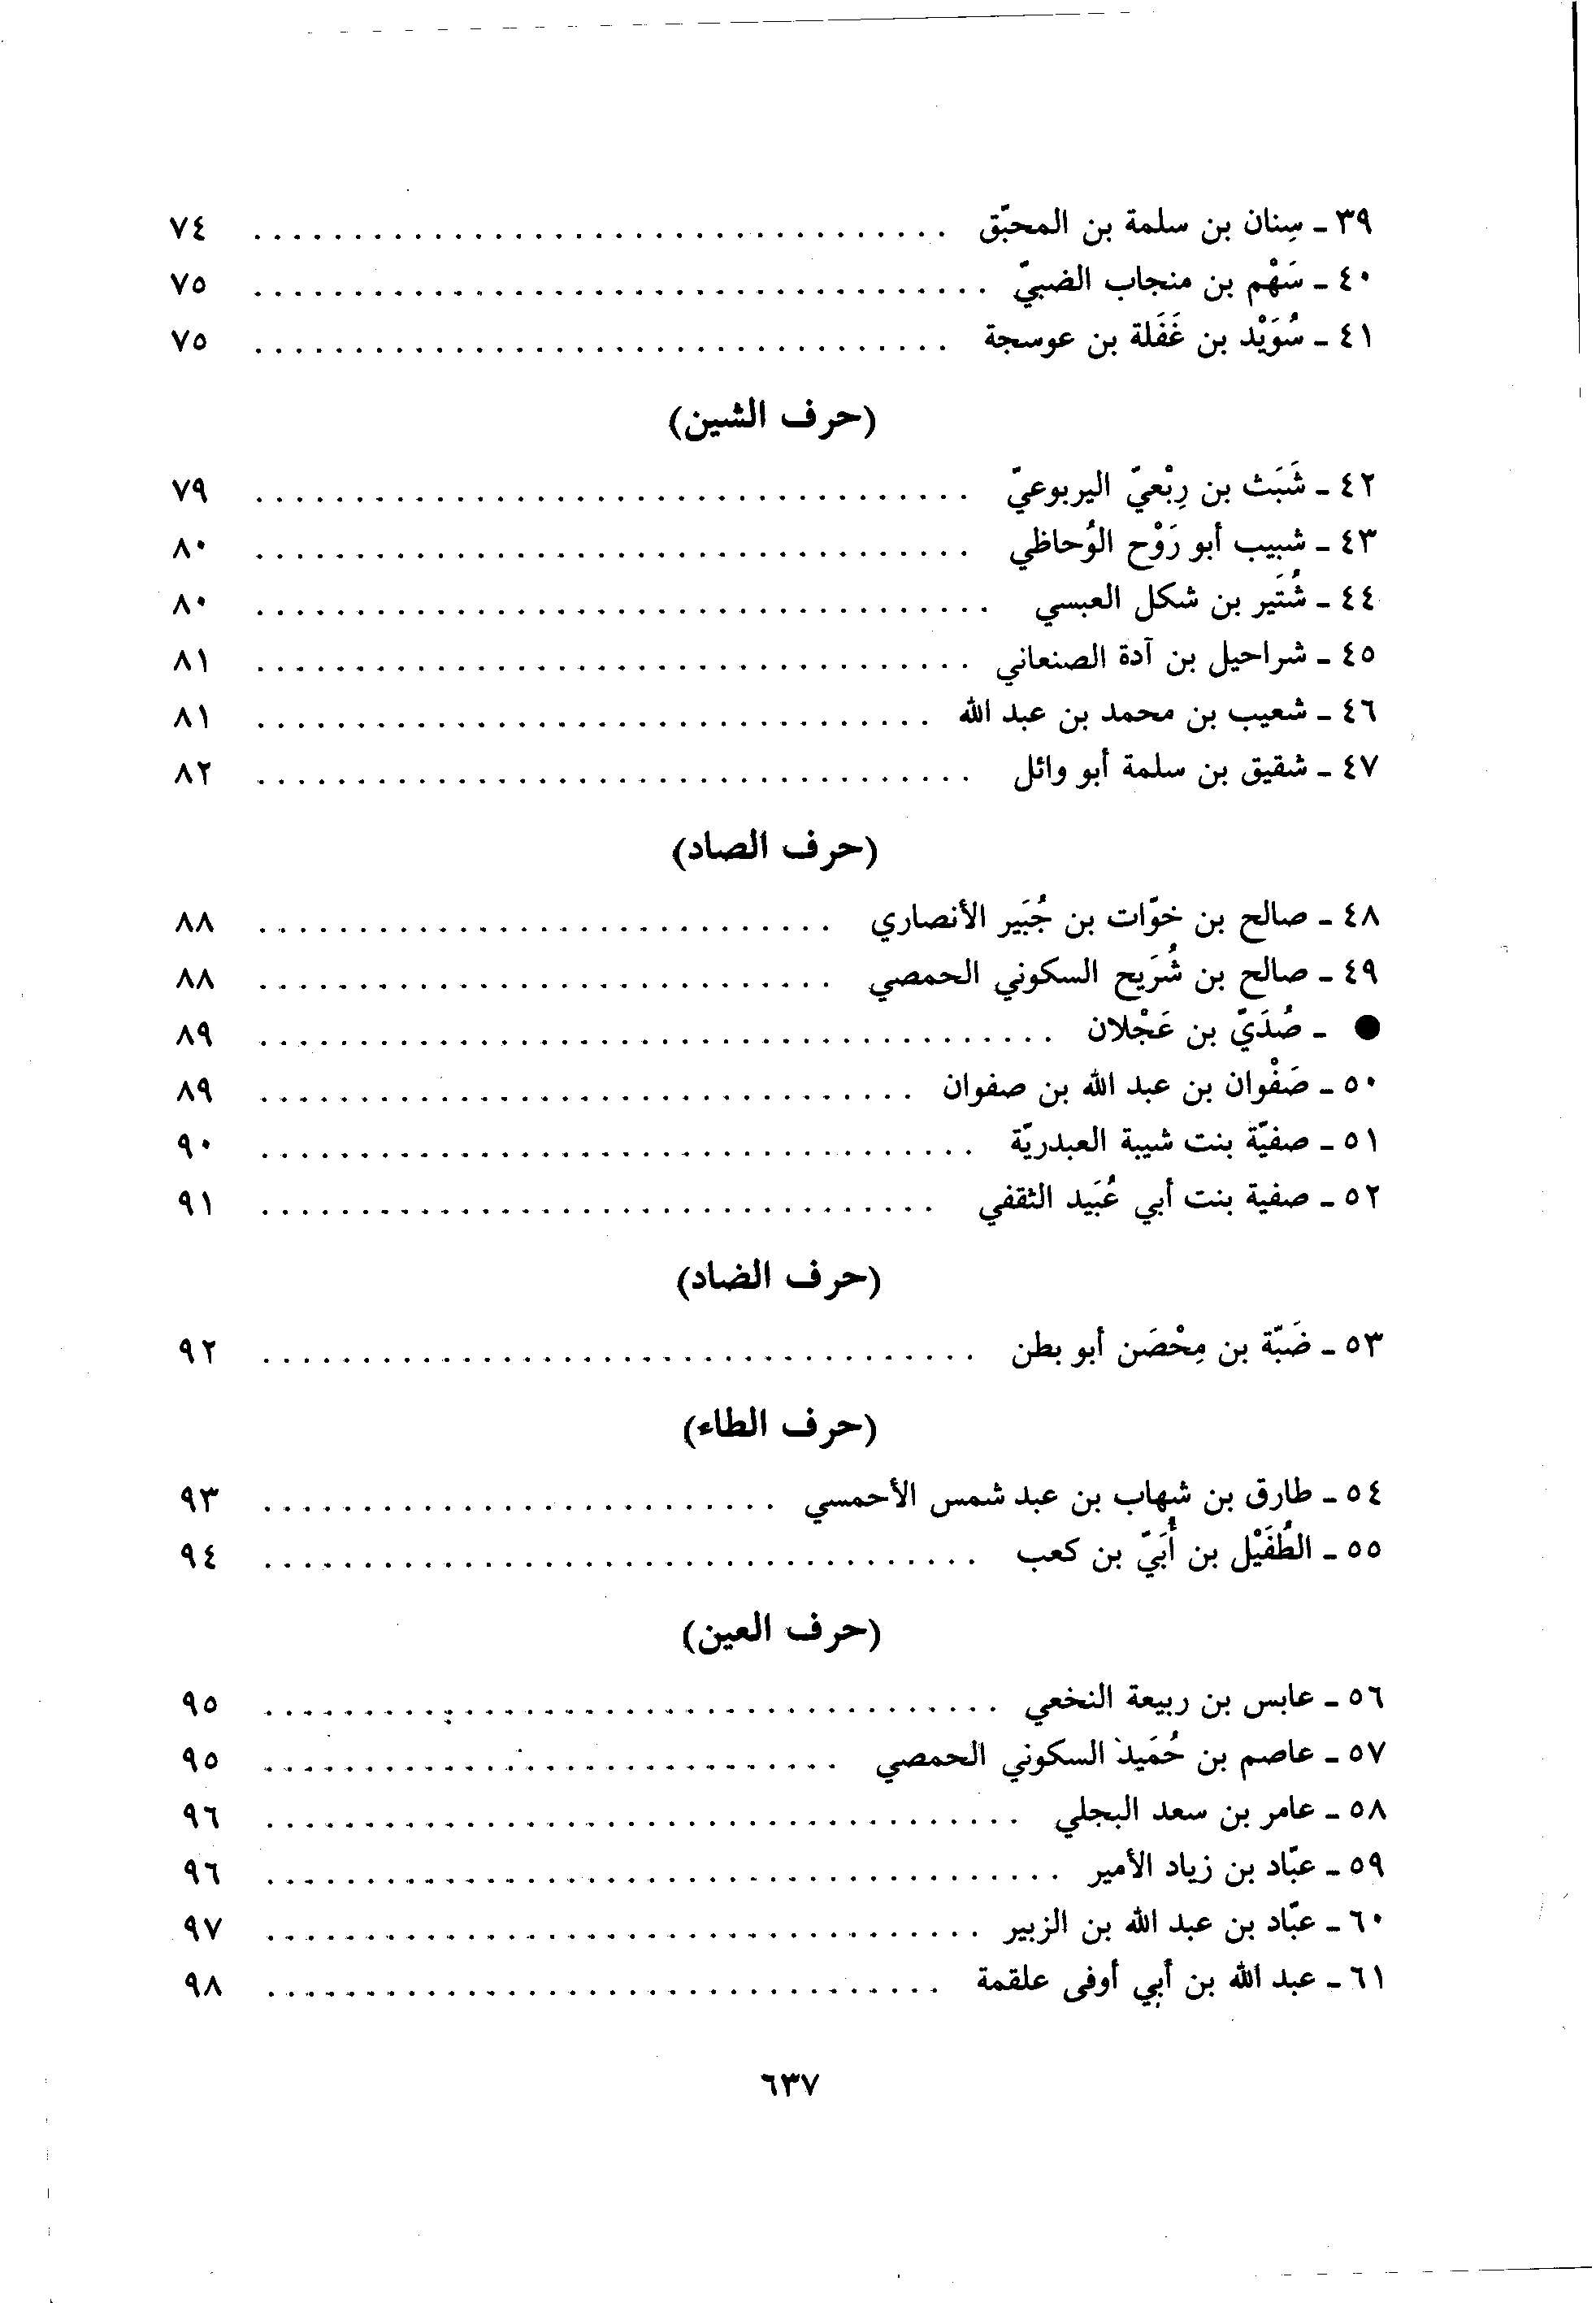 ٣٩ ـ سِنان بن سلمة بن المحبّق . . . . . . . . . . . . . . . . . . . . ٧٤
٤٠ ـ سَهْم بن منجاب الضبيّ . . . . . . . . . . . . . . . . . . . . ٧٥
٤١ ـ سُوَيْد بن غَفَلة بن عوسجة . . . . . . . . . . . . . . . . . . . . ٧٥
(حرف الشين)
٤٢ ـ شَبَث بن رِبْعيّ اليربوعيّ . . . . . . . . . . . . . . . . . . . . ٧٩
٤٣ ـ شبيب أبو رَوْح الوُحاظي . . . . . . . . . . . . . . . . . . . . ٨٠
٤٤ ـ شُتَير بن شكل العبسي . . . . . . . . . . . . . . . . . . . . ٨٠
٤٥ ـ شراحيل بن آدة الصنعاني . . . . . . . . . . . . . . . . . . . . ٨١
٤٦ ـ شعيب بن محمد بن عبد الله . . . . . . . . . . . . . . . . . . . . ٨١
٤٧ ـ شقيق بن سلمة أبو وائل . . . . . . . . . . . . . . . . . . . . ٨٢
(حرف الصاد)
٤٨ ـ صالح بن خوّات بن جُبَير الأنصاري . . . . . . . . . . . . . . . . . . . . ٨٨
٤٩ ـ صالح بن شُرَيح السكوني الحمصي . . . . . . . . . . . . . . . . . . . . ٨٨
● ـ صُدَيّ بن عَجْلان . . . . . . . . . . . . . . . . . . . . ٨٩
٥٠ ـ صَفْوان بن عبد الله بن صفوان . . . . . . . . . . . . . . . . . . . . ٨٩
٥١ ـ صفيّة بنت شيبة العبدريّة . . . . . . . . . . . . . . . . . . . . ٩٠
٥٢ ـ صفية بنت أبي عُبَيد الثقفي . . . . . . . . . . . . . . . . . . . . ٩١
(حرف الضاد)
٥٣ ـ ضَبّة بن مِحْصَن أبو بطن . . . . . . . . . . . . . . . . . . . . ٩٢
(حرف الطاء)
٥٤ ـ طارق بن شهاب بن عبد شمس الأحمسي . . . . . . . . . . . . . . . . . . . . ٩٣
٥٥ ـ الطُفَيْل بن أُبَيّ بن كعب . . . . . . . . . . . . . . . . . . . . ٩٤
(حرف العين)
٥٦ ـ عابس بن ربيعة النخعي . . . . . . . . . . . . . . . . . . . . ٩٥
٥٧ ـ عاصم بن حُمَيد السكوني الحمصي . . . . . . . . . . . . . . . . . . . . ٩٥
٥٨ ـ عامر بن سعد البجلي . . . . . . . . . . . . . . . . . . . . ٩٦
٥٩ ـ عبّاد بن زياد الأمير . . . . . . . . . . . . . . . . . . . . ٩٦
٦٠ ـ عبّاد بن عبد الله بن الزبير . . . . . . . . . . . . . . . . . . . . ٩٧
٦١ ـ عبد الله بن أبي أوفى علقمة . . . . . . . . . . . . . . . . . . . . ٩٨
٦٣٧